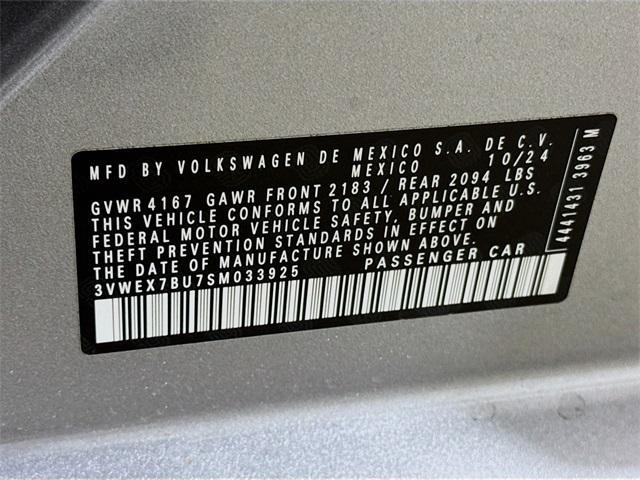 MFD BY VOLKSWAGEN DE MEXICO S.A. DE C.V.
MEXICO 10/24
GVWR 4167 GAWR FRONT 2183 / REAR 2094 LBS
THIS VEHICLE CONFORMS TO ALL APPLICABLE U.S.
FEDERAL MOTOR VEHICLE SAFETY, BUMPER AND
THEFT PREVENTION STANDARDS IN EFFECT ON
THE DATE OF MANUFACTURE SHOWN ABOVE.
3VWEX7BU7SM033925 PASSENGER CAR
4441431 3963 M